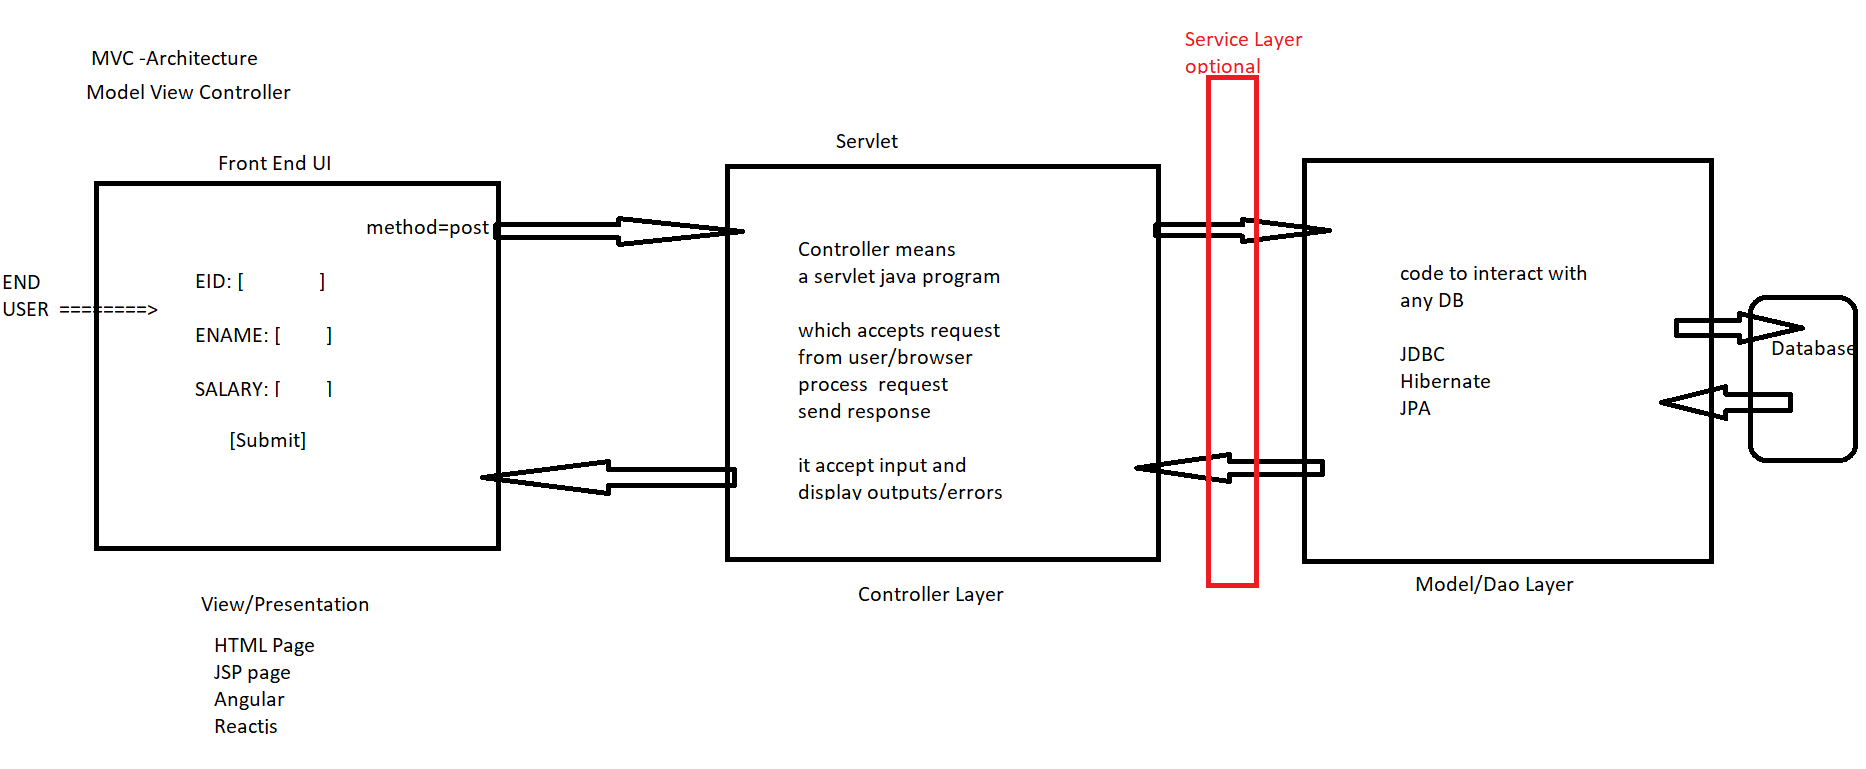 MVC -Architecture
Model View Controller
Service Layer
optional
Front End UI
Servlet
method=post
END
USER ========>
EID: [ ]
ENAME: [ ]
SALARY: [ ]
[Submit]
View/Presentation
HTML Page
JSP page
Angular
Reactjs
Controller means
a servlet java program
which accepts request
from user/browser
process request
send response
it accept input and
display outputs/errors
Controller Layer
code to interact with
any DB
JDBC
Hibernate
JPA
Model/Dao Layer
Database